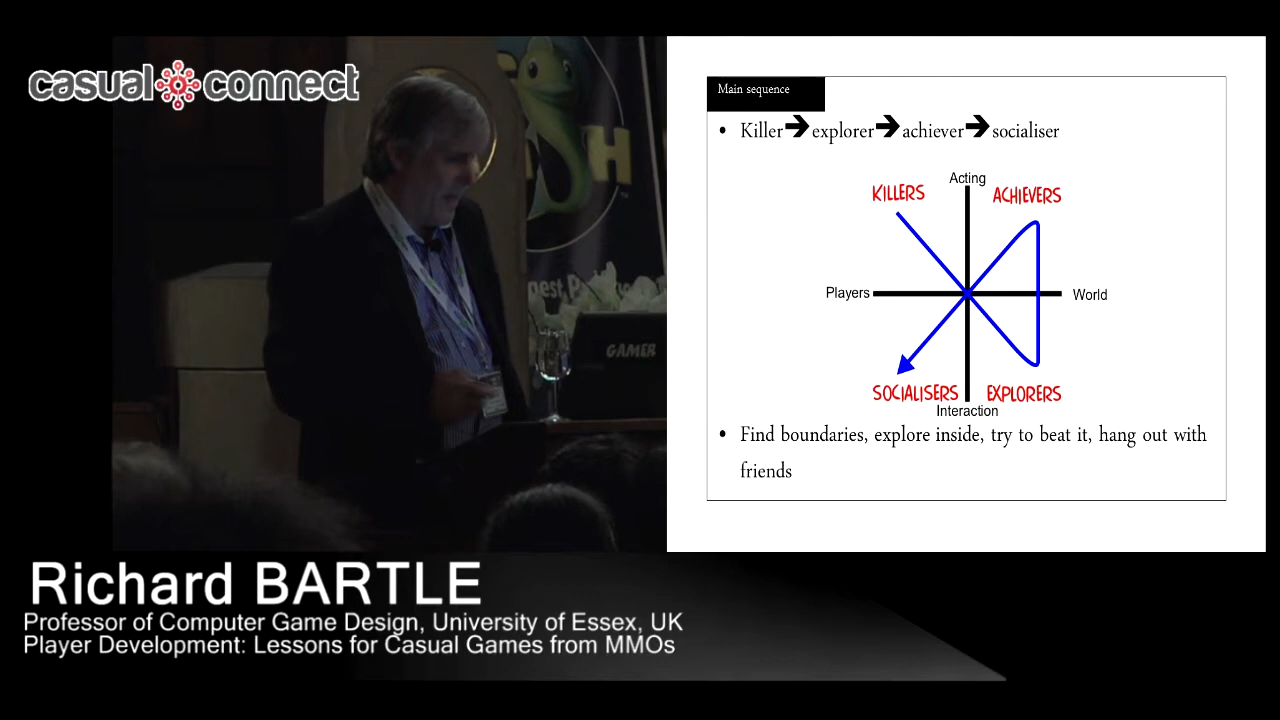 casual connect
Main sequence
• Killer➔explorer➔achiever➔socialiser
Acting
KILLERS
ACHIEVERS
Players
World
SOCIALISERS
EXPLORERS
Interaction
• Find boundaries, explore inside, try to beat it, hang out with
friends
GAMER
Richard BARTLE
Professor of Computer Game Design, University of Essex, UK
Player Development: Lessons for Casual Games from MMOs